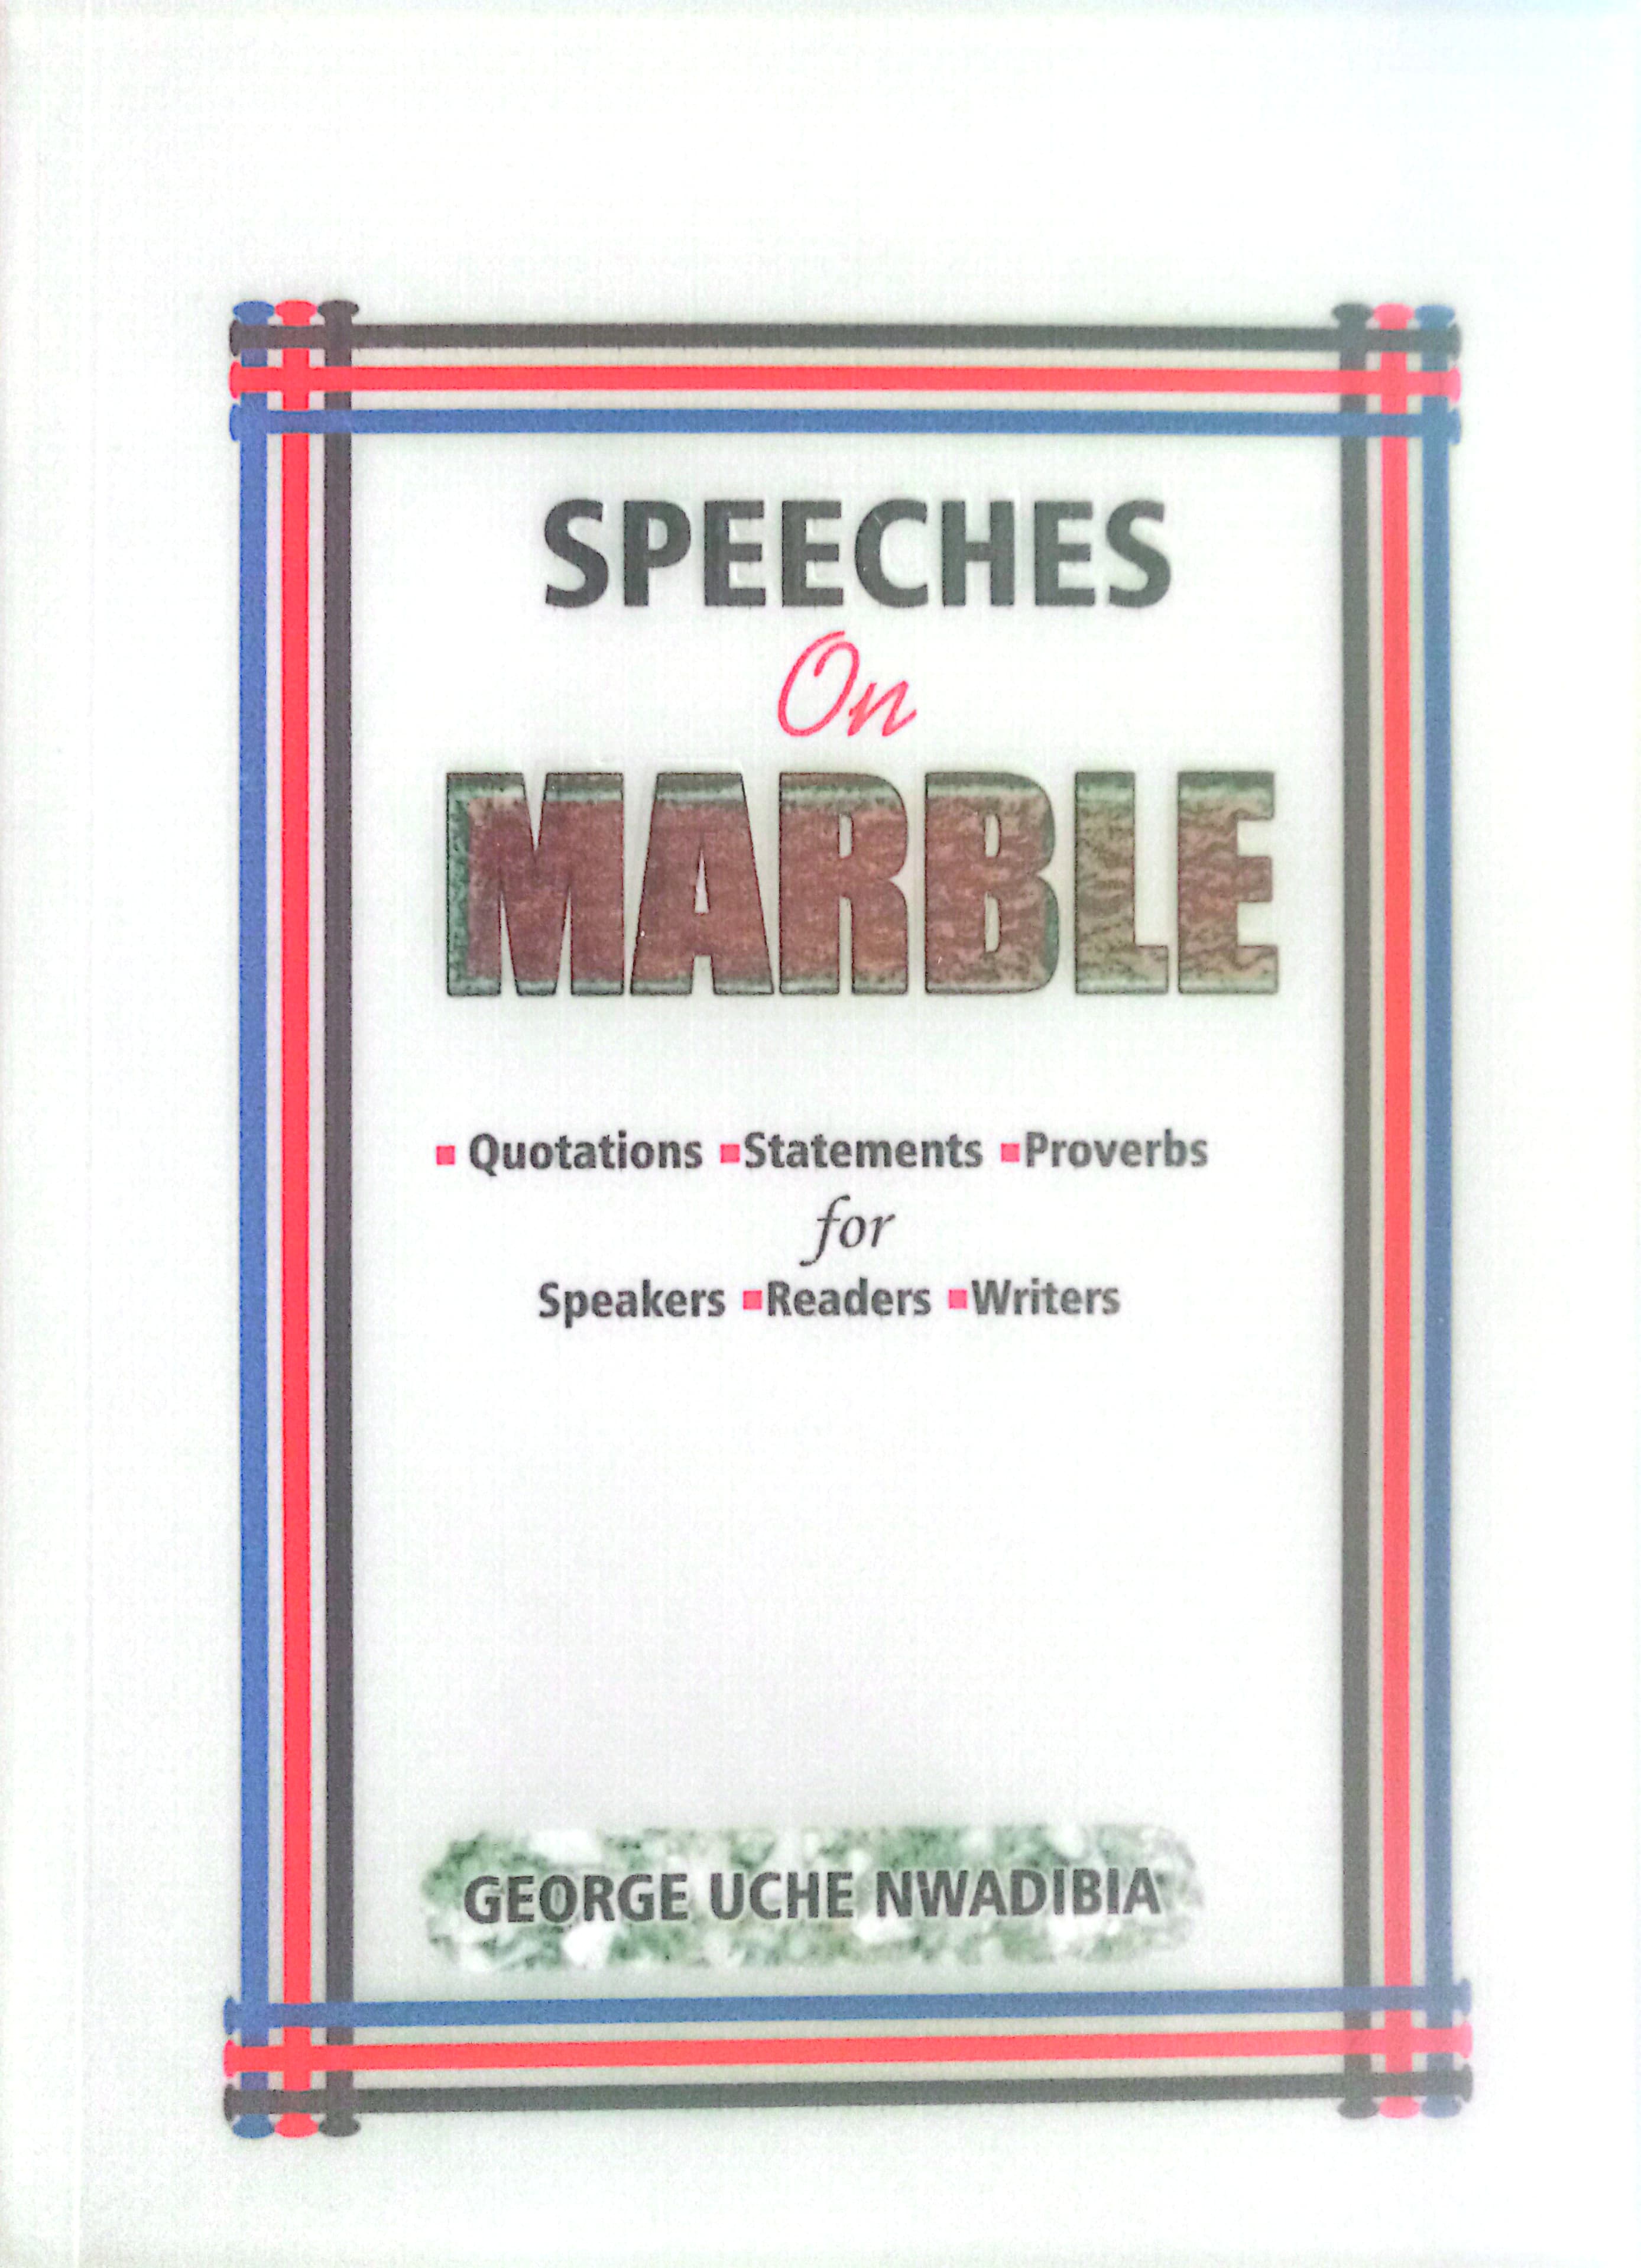 SPEECHES
On
MARBLE
▪ Quotations ▪Statements ▪Proverbs
for
Speakers ▪Readers ▪Writers
GEORGE UCHE NWADIBIA